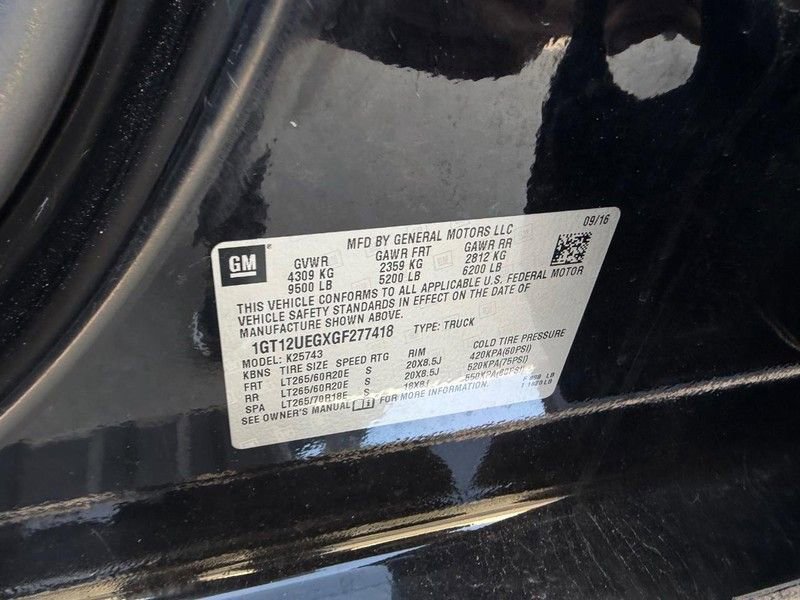 09/16
MFD BY GENERAL MOTORS LLC
GM
GVWR GAWR FRT GAWR RR
4309 KG 2359 KG 2812 KG
9500 LB 5200 LB 6200 LB
THIS VEHICLE CONFORMS TO ALL APPLICABLE U.S. FEDERAL MOTOR
VEHICLE SAFETY STANDARDS IN EFFECT ON THE DATE OF
MANUFACTURE SHOWN ABOVE.
1GT12UEGXGF277418 TYPE: TRUCK
MODEL: K25743
KBNS TIRE SIZE SPEED RTG RIM COLD TIRE PRESSURE
FRT LT265/60R20E S 20X8.5J 420KPA(60PSI)
RR LT265/60R20E S 20X8.5J 520KPA(75PSI)
SPA LT265/70R18E S 18X8J 550KPA(80PSI)
SEE OWNER'S MANUAL FOR MORE INFORMATION.